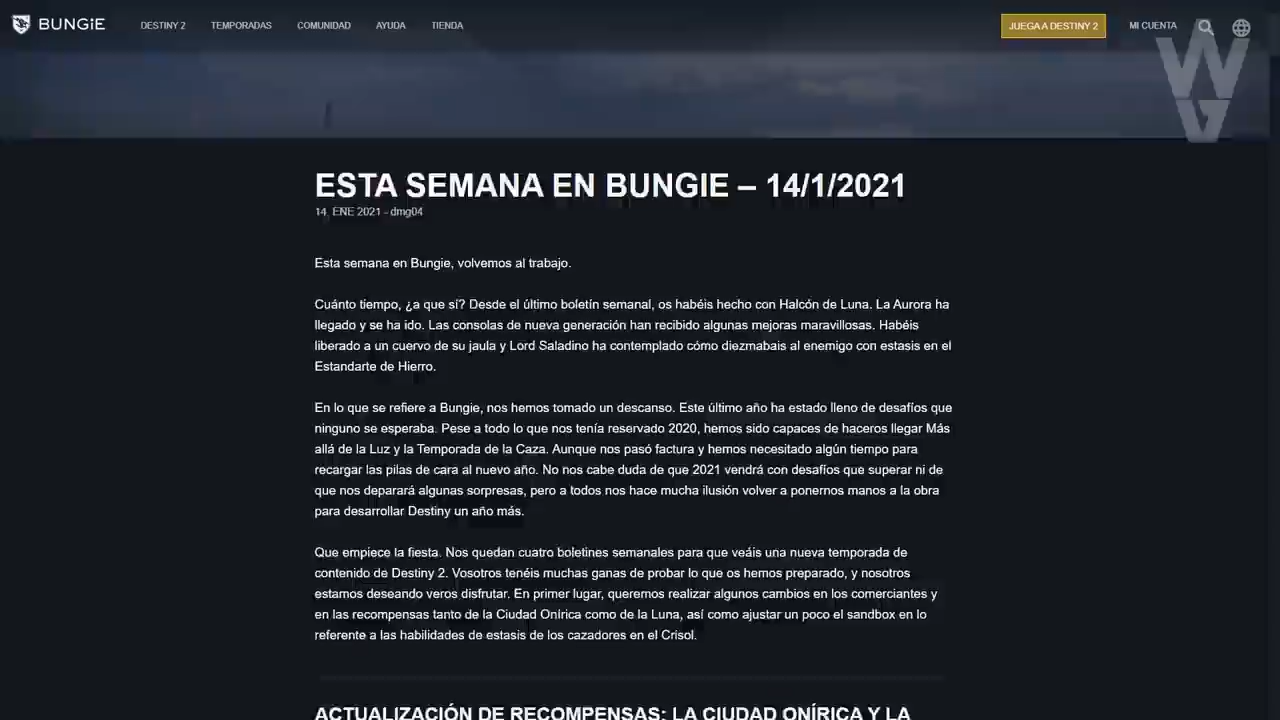 BUNGiE DESTINY 2 TEMPORADAS COMUNIDAD AYUDA TIENDA JUEGA A DESTINY 2 MI CUENTA
WG
ESTA SEMANA EN BUNGIE – 14/1/2021
14. ENE 2021 - dmg04
Esta semana en Bungie, volvemos al trabajo.
Cuánto tiempo, ¿a que sí? Desde el último boletín semanal, os habéis hecho con Halcón de Luna. La Aurora ha
llegado y se ha ido. Las consolas de nueva generación han recibido algunas mejoras maravillosas. Habéis
liberado a un cuervo de su jaula y Lord Saladino ha contemplado cómo diezmabais al enemigo con estasis en el
Estandarte de Hierro.
En lo que se refiere a Bungie, nos hemos tomado un descanso. Este último año ha estado lleno de desafíos que
ninguno se esperaba. Pese a todo lo que nos tenía reservado 2020, hemos sido capaces de haceros llegar Más
allá de la Luz y la Temporada de la Caza. Aunque nos pasó factura y hemos necesitado algún tiempo para
recargar las pilas de cara al nuevo año. No nos cabe duda de que 2021 vendrá con desafíos que superar ni de
que nos deparará algunas sorpresas, pero a todos nos hace mucha ilusión volver a ponernos manos a la obra
para desarrollar Destiny un año más.
Que empiece la fiesta. Nos quedan cuatro boletines semanales para que veáis una nueva temporada de
contenido de Destiny 2. Vosotros tenéis muchas ganas de probar lo que os hemos preparado, y nosotros
estamos deseando veros disfrutar. En primer lugar, queremos realizar algunos cambios en los comerciantes y
en las recompensas tanto de la Ciudad Onírica como de la Luna, así como ajustar un poco el sandbox en lo
referente a las habilidades de estasis de los cazadores en el Crisol.
ACTUALIZACIÓN DE RECOMPENSAS: LA CIUDAD ONÍRICA Y LA